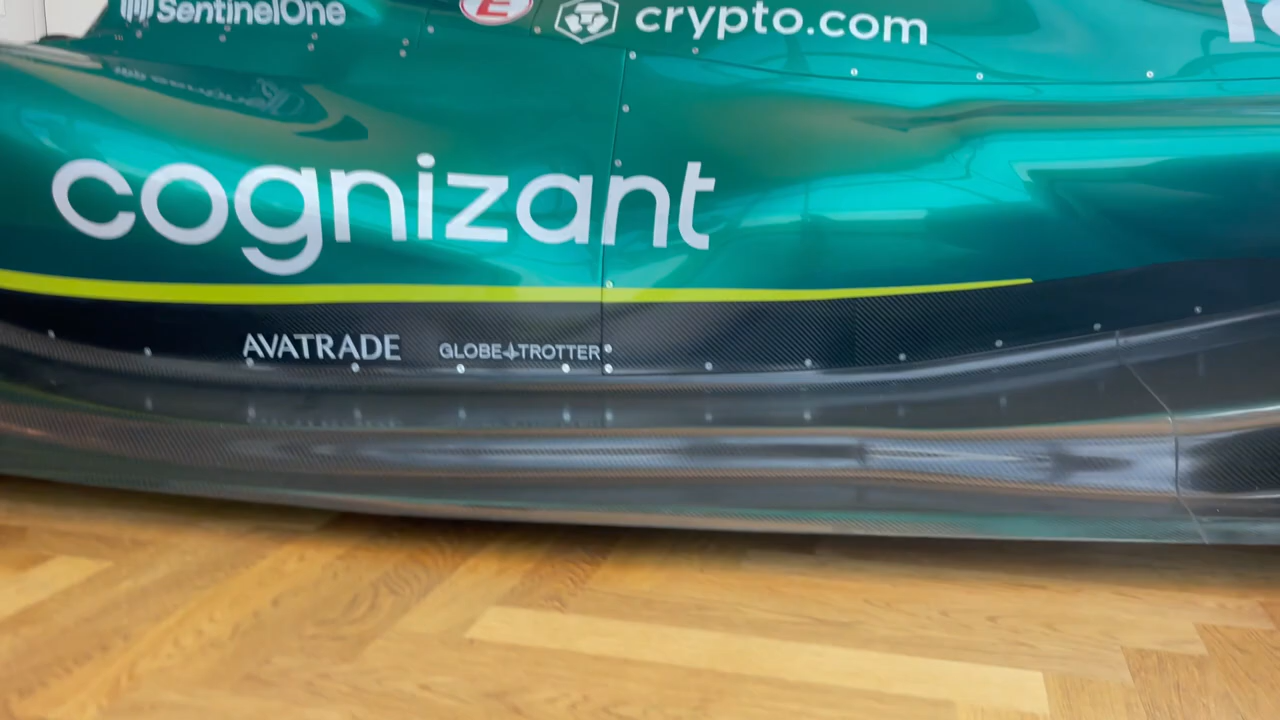 SentinelOne
E
crypto.com
cognizant
AVATRADE
GLOBE TROTTER